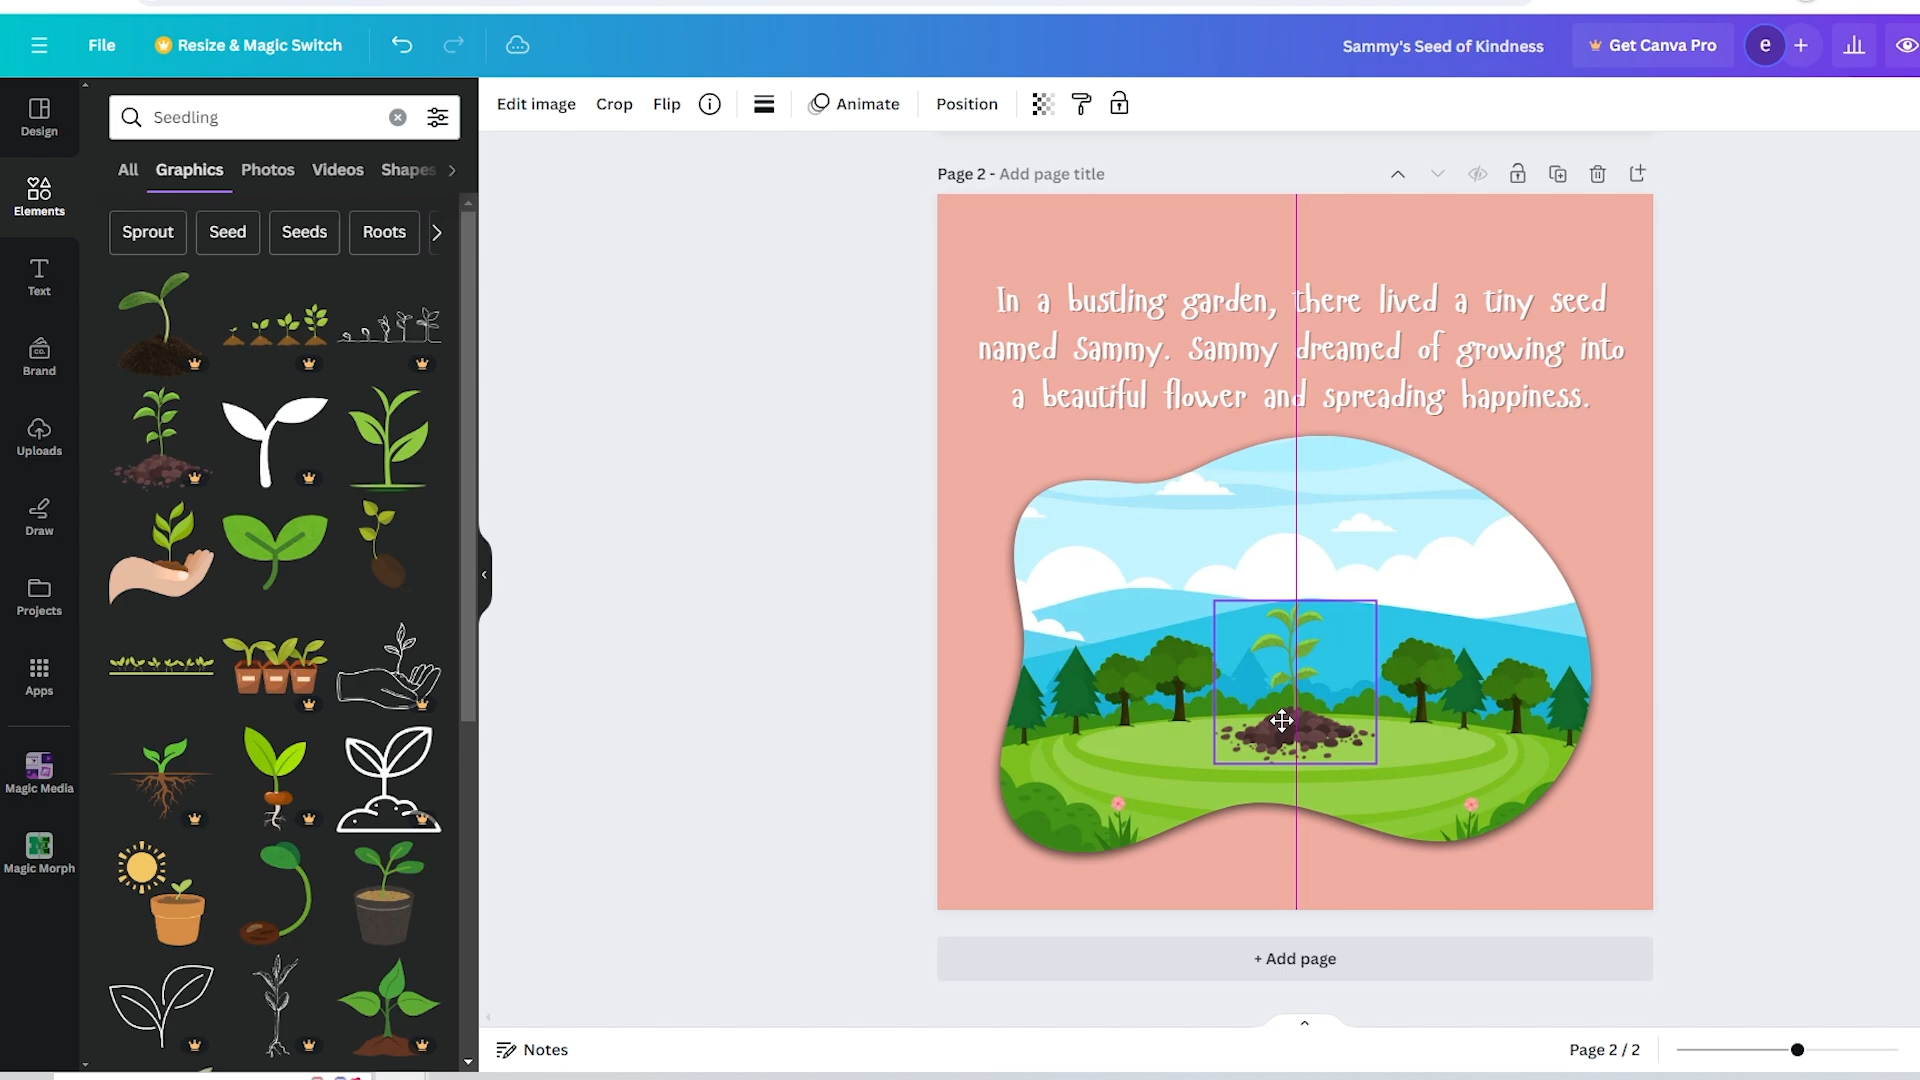 File
Resize & Magic Switch
Sammy's Seed of Kindness
Get Canva Pro
e
Design
Elements
Text
Brand
Uploads
Draw
Projects
Apps
Magic Media
Magic Morph
Seedling
All Graphics Photos Videos Shapes
Sprout Seed Seeds Roots
Edit image Crop Flip Animate Position
Page 2 - Add page title
In a bustling garden, there lived a tiny seed
named Sammy. Sammy dreamed of growing into
a beautiful flower and spreading happiness.
+ Add page
Notes
Page 2 / 2